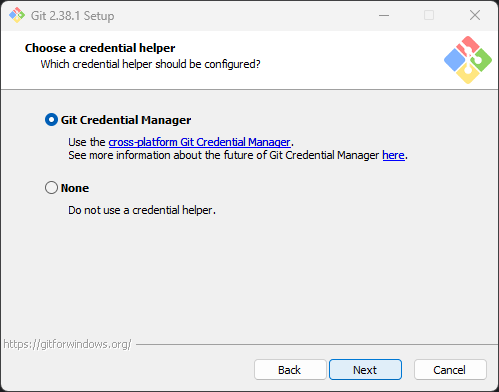 Git 2.38.1 Setup
Choose a credential helper
Which credential helper should be configured?
Git Credential Manager
Use the cross-platform Git Credential Manager.
See more information about the future of Git Credential Manager here.
None
Do not use a credential helper.
https://gitforwindows.org/
Back Next Cancel